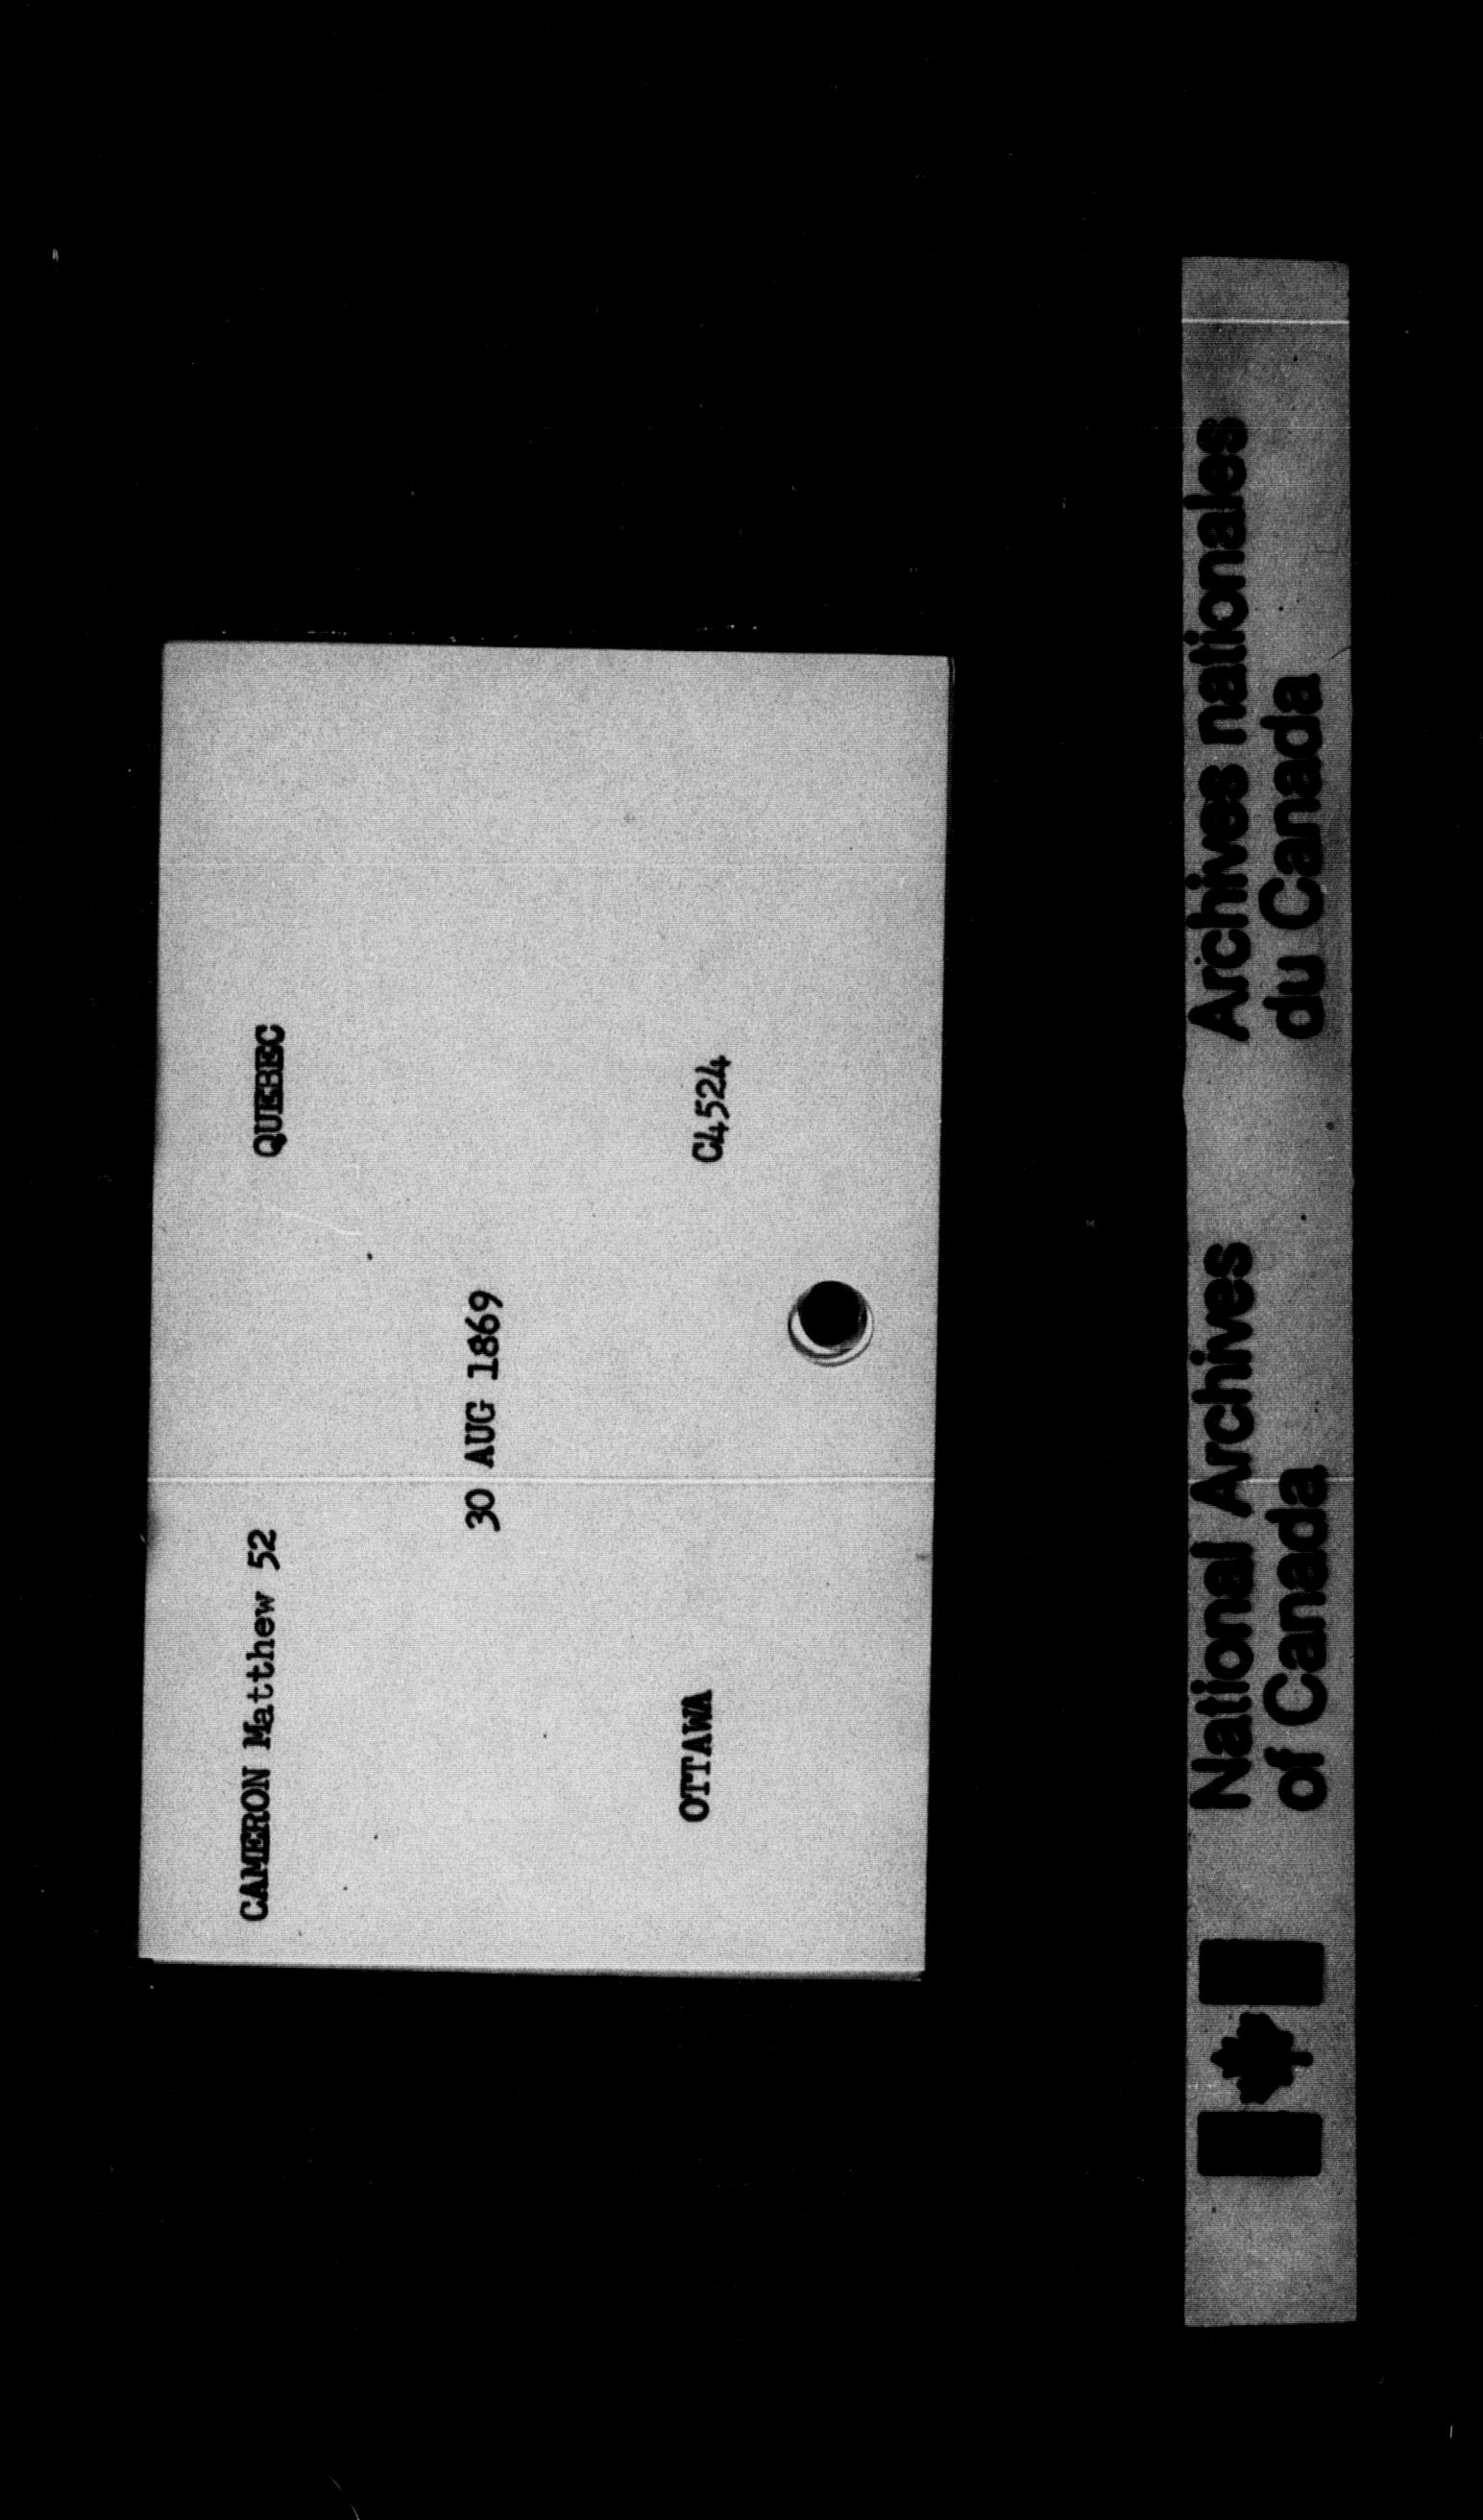 CAMERON Matthew 52 QUEBEC
30 AUG 1869
OTTAWA C4524
National Archives Archives nationales
of Canada du Canada